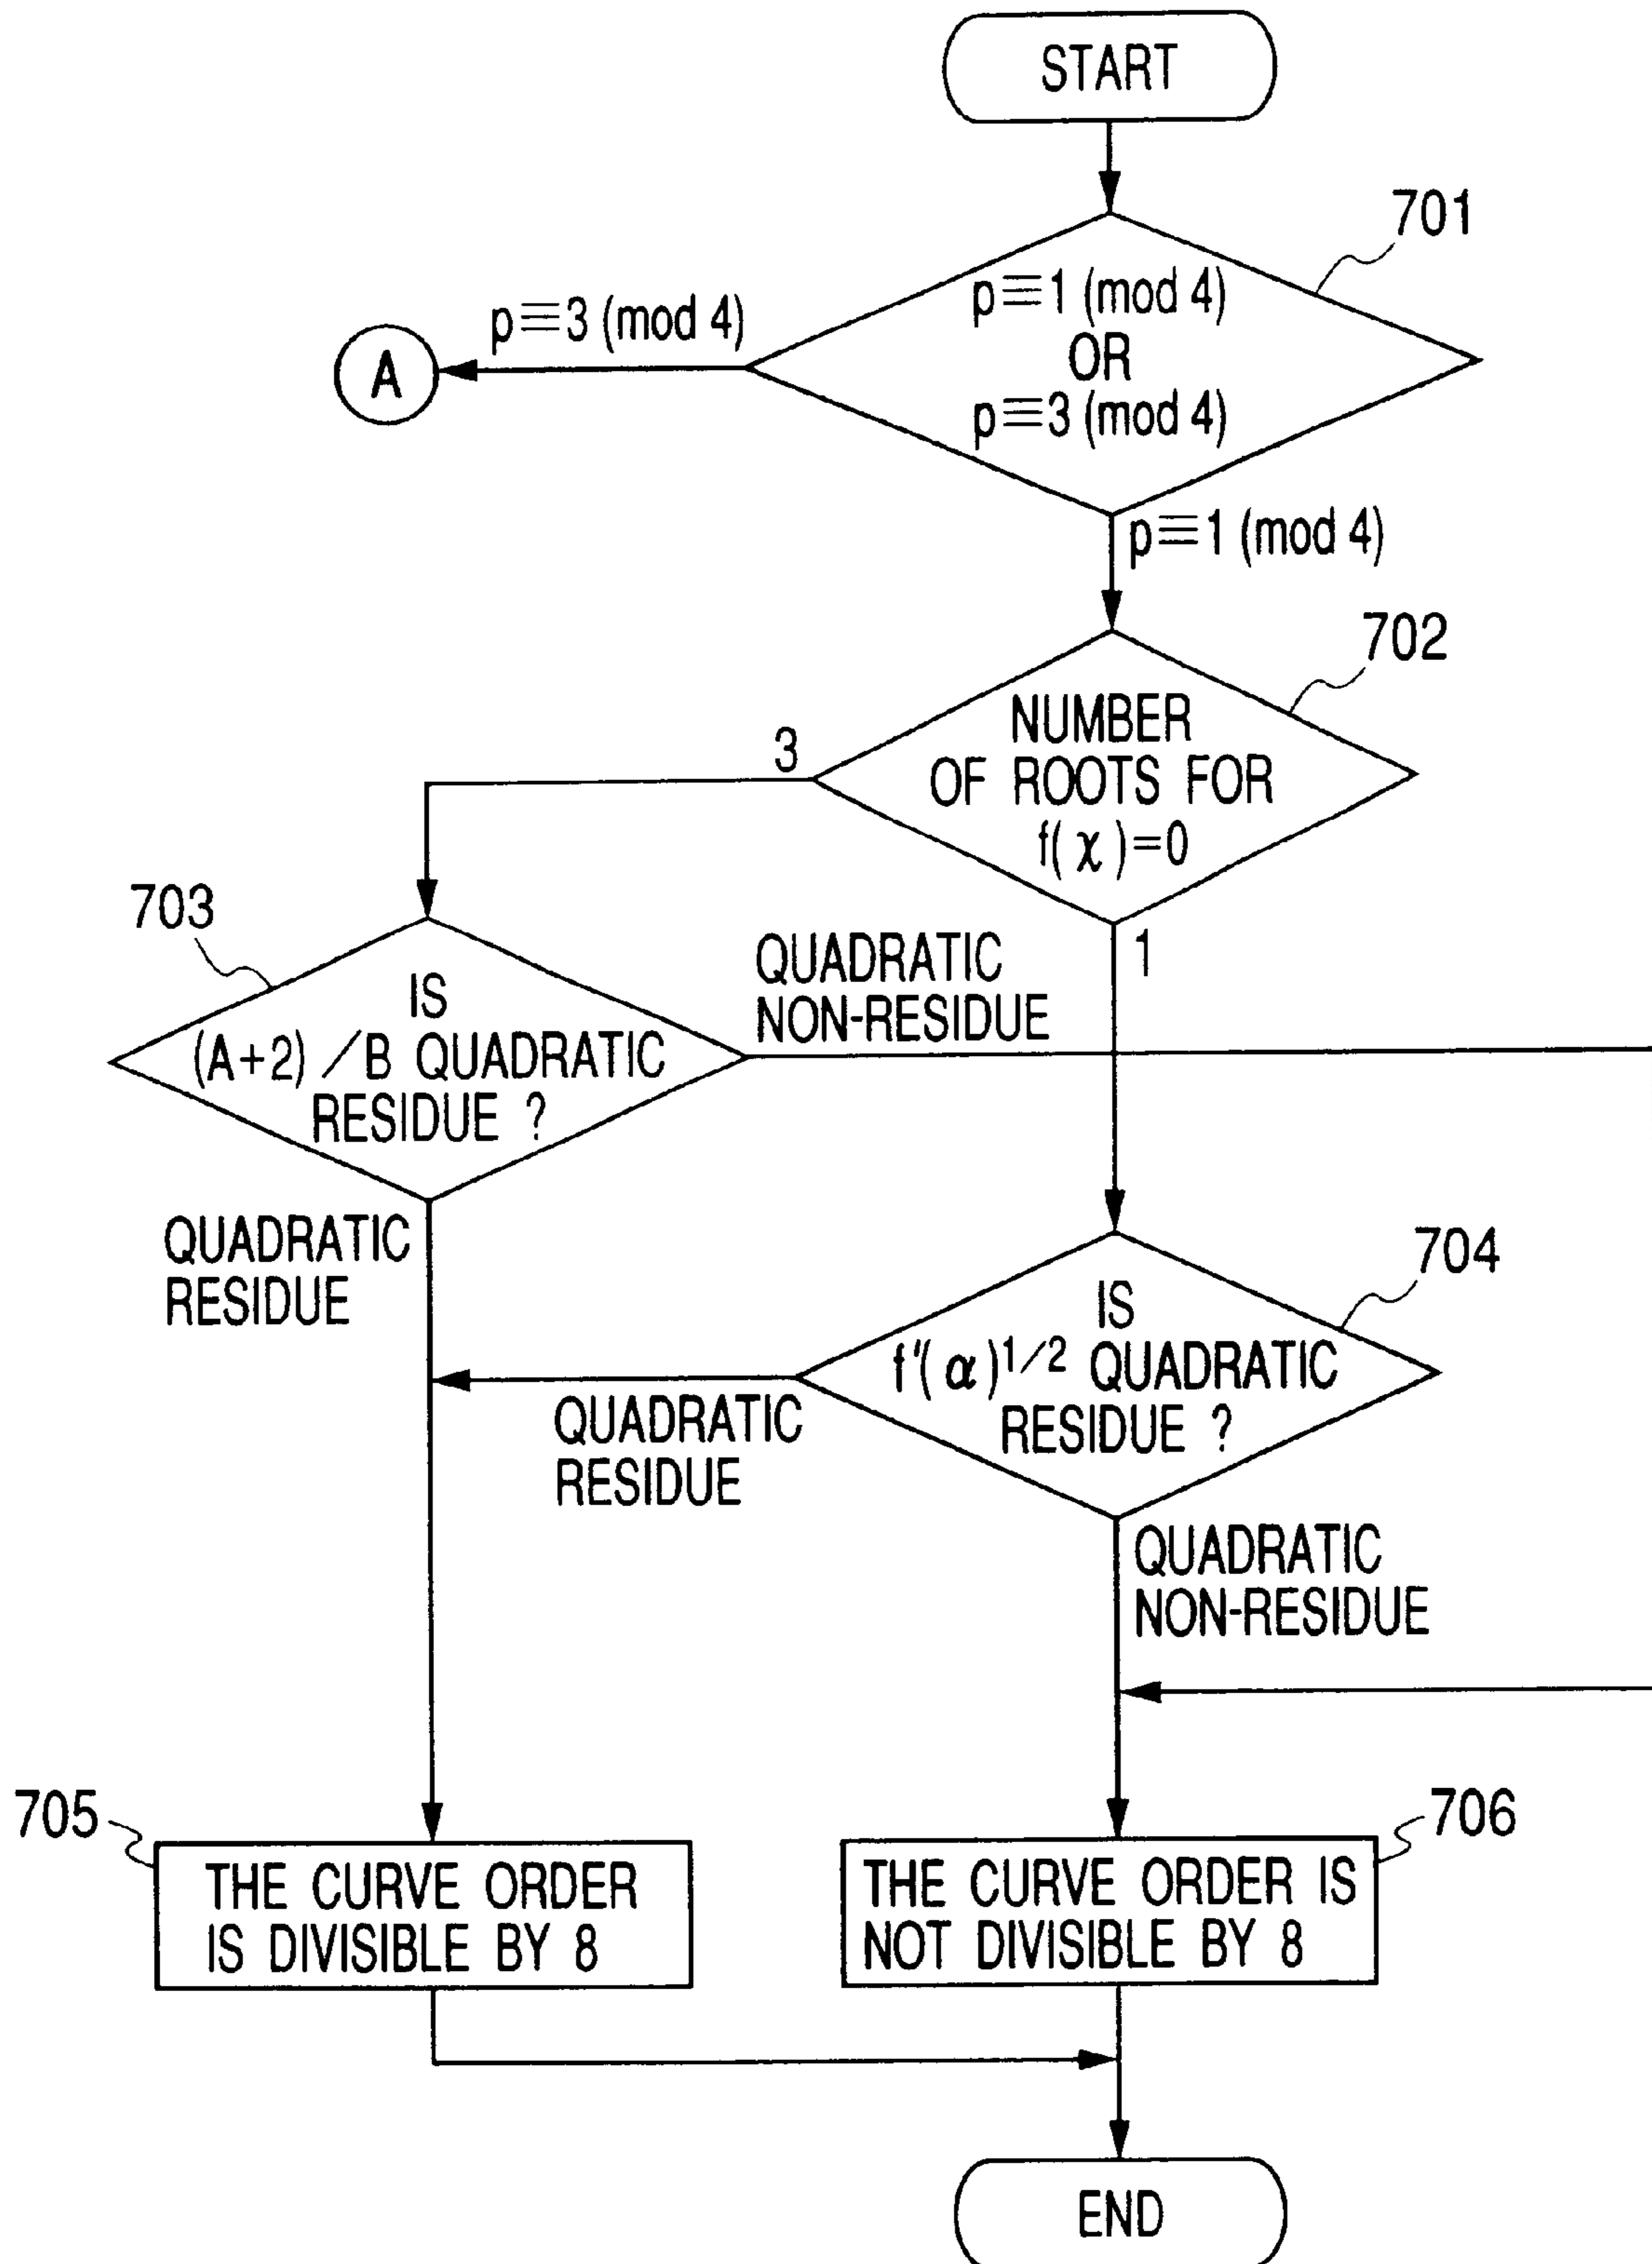 START
701
p≡1 (mod 4)
OR
p≡3 (mod 4)
p≡3 (mod 4)
A
p≡1 (mod 4)
702
NUMBER
OF ROOTS FOR
f(χ)=0
3
1
703
IS
(A+2)/B QUADRATIC
RESIDUE ?
QUADRATIC
NON-RESIDUE
QUADRATIC
RESIDUE
704
IS
f'(α)1/2 QUADRATIC
RESIDUE ?
QUADRATIC
RESIDUE
QUADRATIC
NON-RESIDUE
705
THE CURVE ORDER
IS DIVISIBLE BY 8
706
THE CURVE ORDER IS
NOT DIVISIBLE BY 8
END